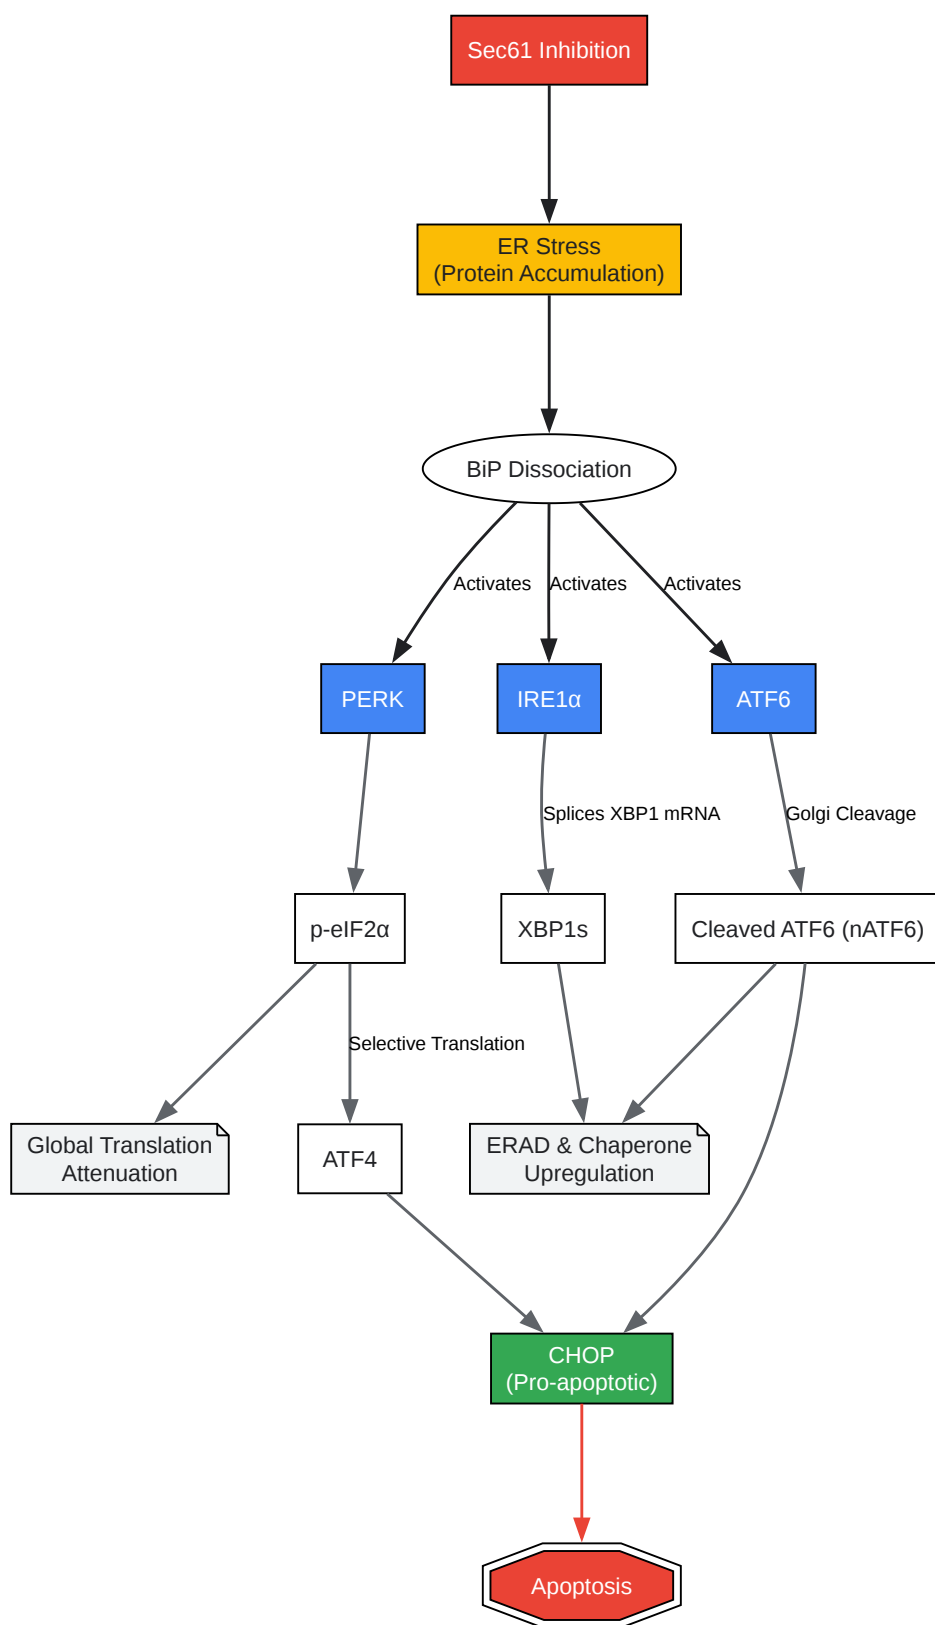 Sec61 Inhibition
ER Stress
(Protein Accumulation)
BiP Dissociation
Activates
Activates
Activates
PERK
IRE1α
ATF6
Splices XBP1 mRNA
Golgi Cleavage
p-eIF2α
XBP1s
Cleaved ATF6 (nATF6)
Selective Translation
Global Translation
Attenuation
ATF4
ERAD & Chaperone
Upregulation
CHOP
(Pro-apoptotic)
Apoptosis